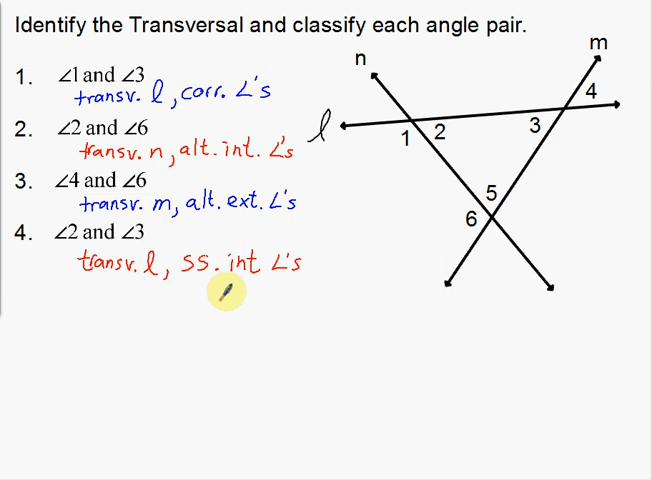 Identify the Transversal and classify each angle pair.
1. ∠1 and ∠3
transv. l, corr. ∠'s
2. ∠2 and ∠6
transv. n, alt. int. ∠'s
3. ∠4 and ∠6
transv. m, alt. ext. ∠'s
4. ∠2 and ∠3
transv. l, ss. int ∠'s
n
m
l
4
1 2 3
5
6